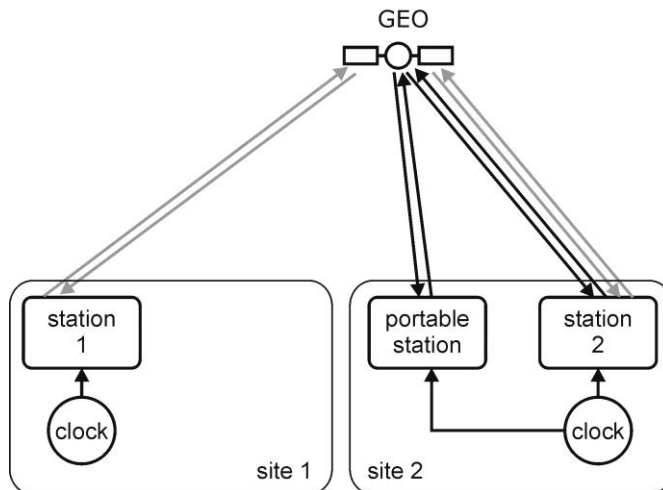 GEO
station
1
clock
site 1
portable
station
station
2
clock
site 2